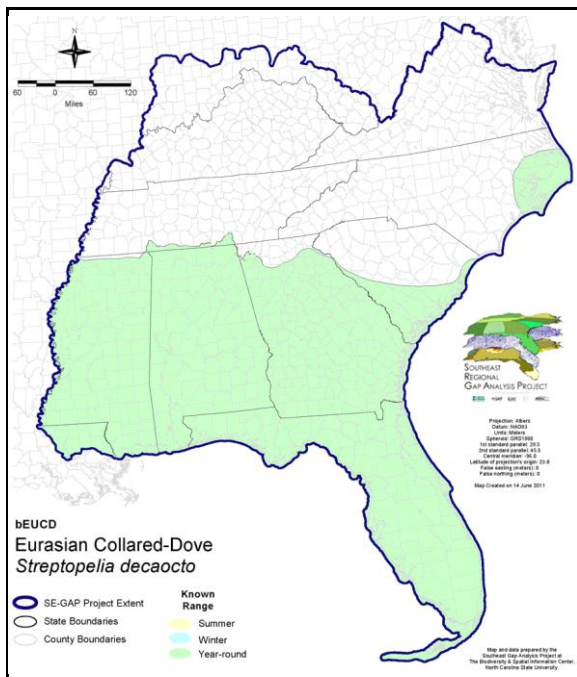 N
60 0 60 120
Miles
SOUTHEAST
REGIONAL
GAP ANALYSIS PROJECT
Projection: Albers
Datum: NAD83
Units: Meters
Spheroid: GRS1980
1st standard parallel: 29.5
2nd standard parallel: 45.5
Central meridian: -96.0
Latitude of projection's origin: 23.0
False easting (meters): 0
False northing (meters): 0
Map Created on 14 June 2011
bEUCD
Eurasian Collared-Dove
Streptopelia decaocto
SE-GAP Project Extent
State Boundaries
County Boundaries
Known
Range
Summer
Winter
Year-round
Map and data prepared by the
Southeast Gap Analysis Project at
The Biodiversity & Spatial Information Center,
North Carolina State University.